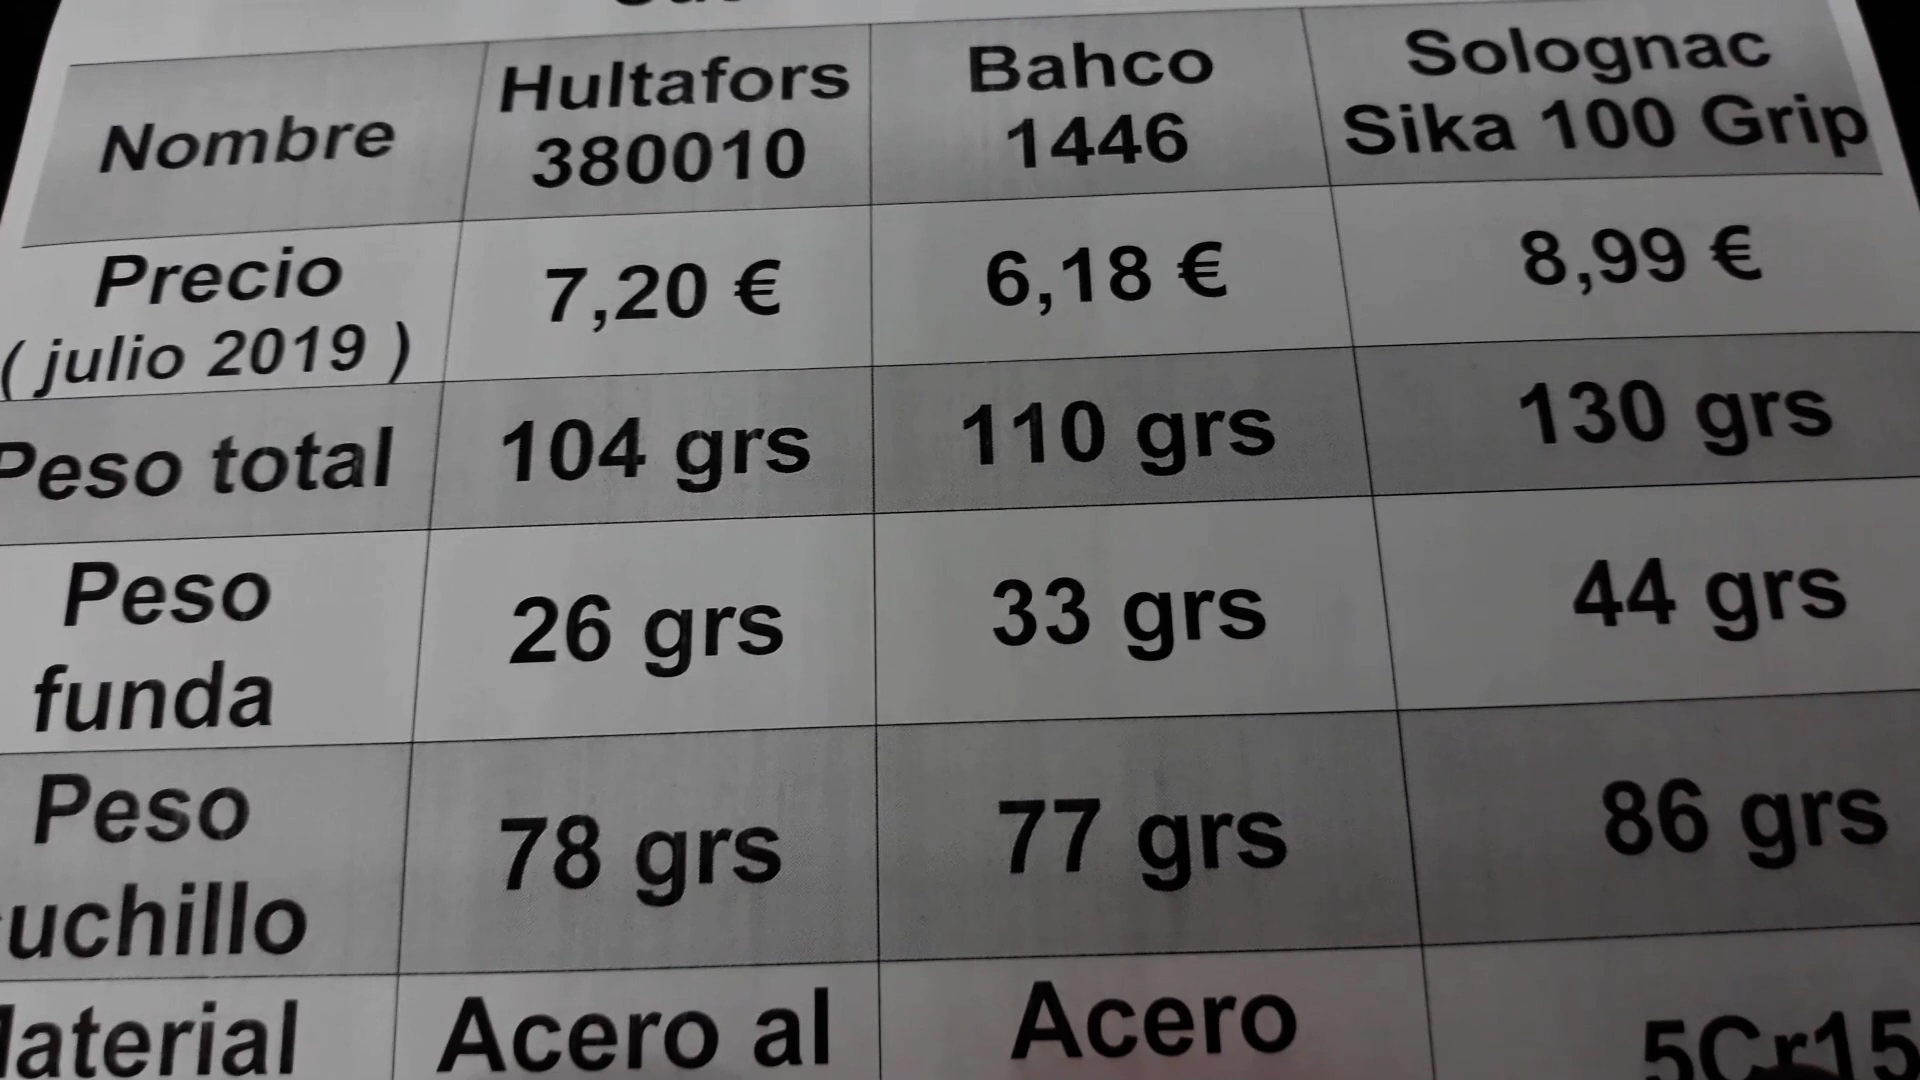 Nombre Hultafors 380010 Bahco 1446 Solognac Sika 100 Grip
Precio ( julio 2019 ) 7,20 € 6,18 € 8,99 €
Peso total 104 grs 110 grs 130 grs
Peso funda 26 grs 33 grs 44 grs
Peso uchillo 78 grs 77 grs 86 grs
aterial Acero al Acero 5Cr15